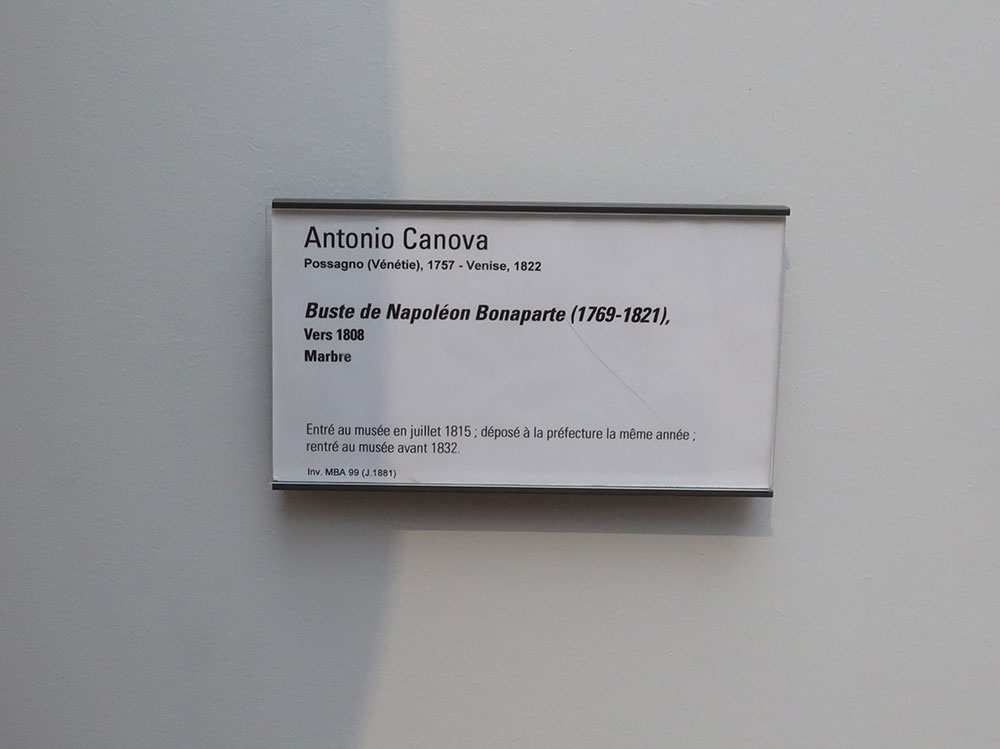 Antonio Canova
Possagno (Vénétie), 1757 - Venise, 1822
Buste de Napoléon Bonaparte (1769-1821),
Vers 1808
Marbre
Entré au musée en juillet 1815 ; déposé à la préfecture la même année ;
rentré au musée avant 1832.
Inv. MBA 99 (J.1881)